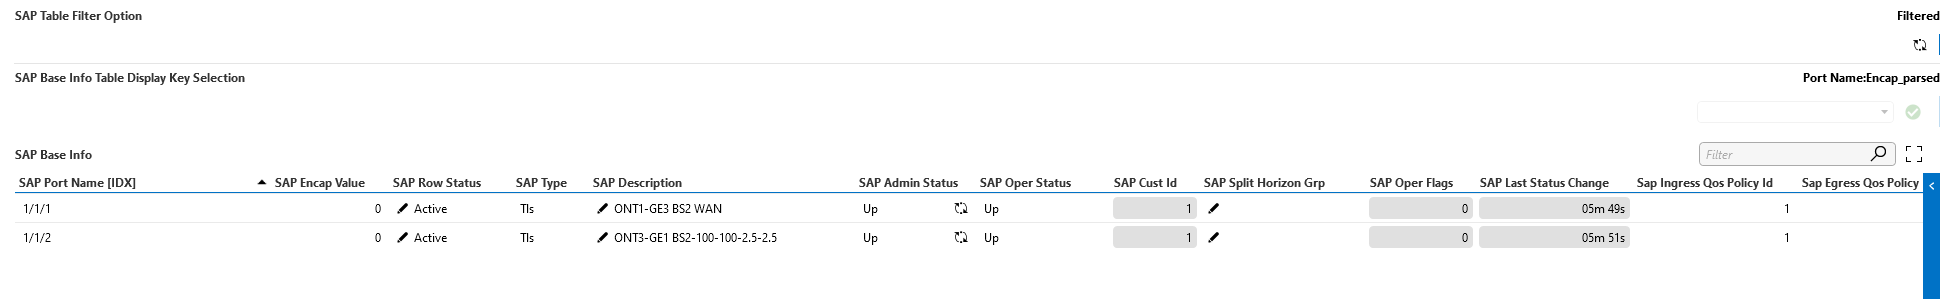 SAP Table Filter Option Filtered
SAP Base Info Table Display Key Selection Port Name:Encap_parsed
SAP Base Info Filter
SAP Port Name [IDX] SAP Encap Value SAP Row Status SAP Type SAP Description SAP Admin Status SAP Oper Status SAP Cust Id SAP Split Horizon Grp SAP Oper Flags SAP Last Status Change Sap Ingress Qos Policy Id Sap Egress Qos Policy
1/1/1 0 Active Tls ONT1-GE3 BS2 WAN Up Up 1 0 05m 49s 1
1/1/2 0 Active Tls ONT3-GE1 BS2-100-100-2.5-2.5 Up Up 1 0 05m 51s 1